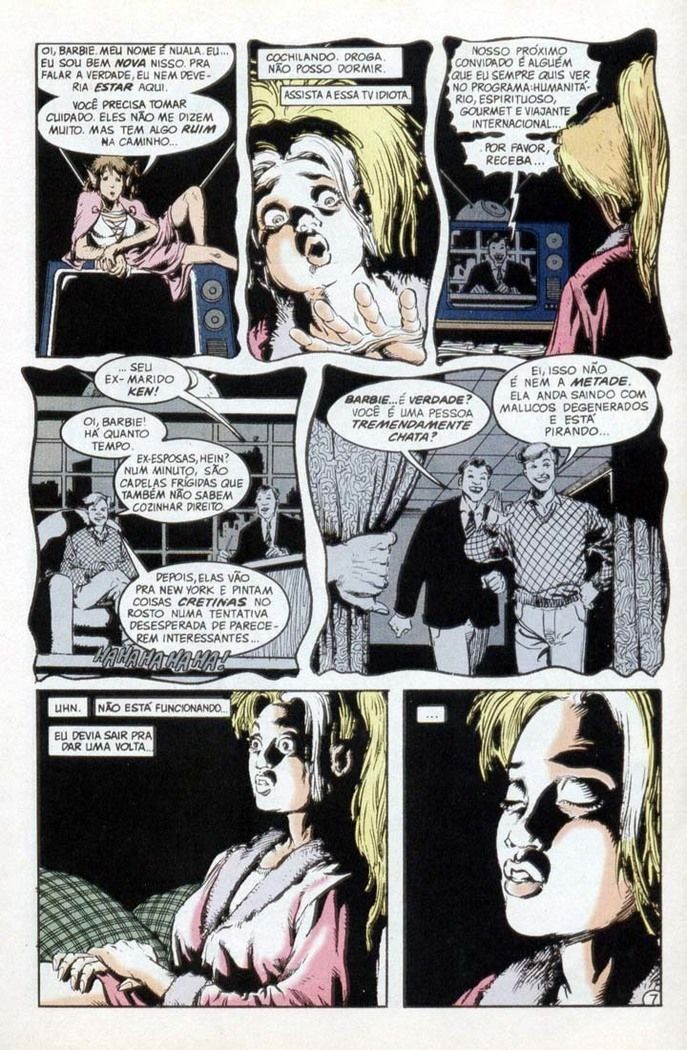 OI, BARBIE. MEU NOME É NUALA. EU...
EU SOU BEM NOVA NISSO. PRA
FALAR A VERDADE, EU NEM DEVE-
RIA ESTAR AQUI.
VOCÊ PRECISA TOMAR
CUIDADO. ELES NÃO ME DIZEM
MUITO. MAS TEM ALGO RUIM
NA CAMINHO...
COCHILANDO. DROGA.
NÃO POSSO DORMIR.
ASSISTA A ESSA TV IDIOTA.
NOSSO PRÓXIMO
CONVIDADO É ALGUÉM
QUE EU SEMPRE QUIS VER
NO PROGRAMA: HUMANITÁ-
RIO, ESPIRITUOSO,
GOURMET E VIAJANTE
INTERNACIONAL...
POR FAVOR,
RECEBA...
... SEU
EX-MARIDO
KEN!
OI, BARBIE!
HÁ QUANTO
TEMPO.
EX-ESPOSAS, HEIN?
NUM MINUTO, SÃO
CADELAS FRÍGIDAS QUE
TAMBÉM NÃO SABEM
COZINHAR DIREITO.
DEPOIS, ELAS VÃO
PRA NEW YORK E PINTAM
COISAS CRETINAS NO
ROSTO NUMA TENTATIVA
DESESPERADA DE PARECE-
REM INTERESSANTES...
HA HA HA HA HA!
BARBIE... É VERDADE?
VOCÊ É UMA PESSOA
TREMENDAMENTE
CHATA?
EI, ISSO NÃO
É NEM A METADE.
ELA ANDA SAINDO COM
MALUCOS DEGENERADOS
E ESTÁ
PIRANDO...
UHN.
NÃO ESTÁ FUNCIONANDO...
EU DEVIA SAIR PRA
DAR UMA VOLTA...
...
7